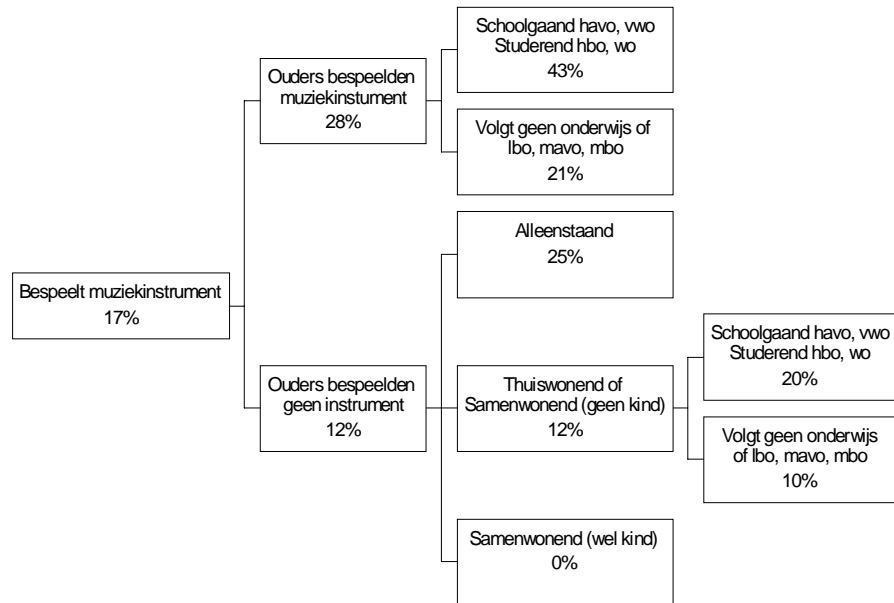 Bespeelt muziekinstrument
17%
Ouders bespeelden
muziekinstument
28%
Schoolgaand havo, vwo
Studerend hbo, wo
43%
Volgt geen onderwijs of
lbo, mavo, mbo
21%
Ouders bespeelden
geen instrument
12%
Alleenstaand
25%
Thuiswonend of
Samenwonend (geen kind)
12%
Schoolgaand havo, vwo
Studerend hbo, wo
20%
Volgt geen onderwijs
of lbo, mavo, mbo
10%
Samenwonend (wel kind)
0%